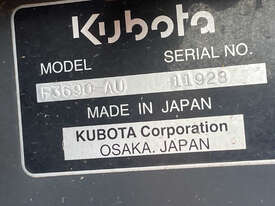 Kubota
MODEL SERIAL NO.
F3690-AU 11928
MADE IN JAPAN
KUBOTA Corporation
OSAKA. JAPAN